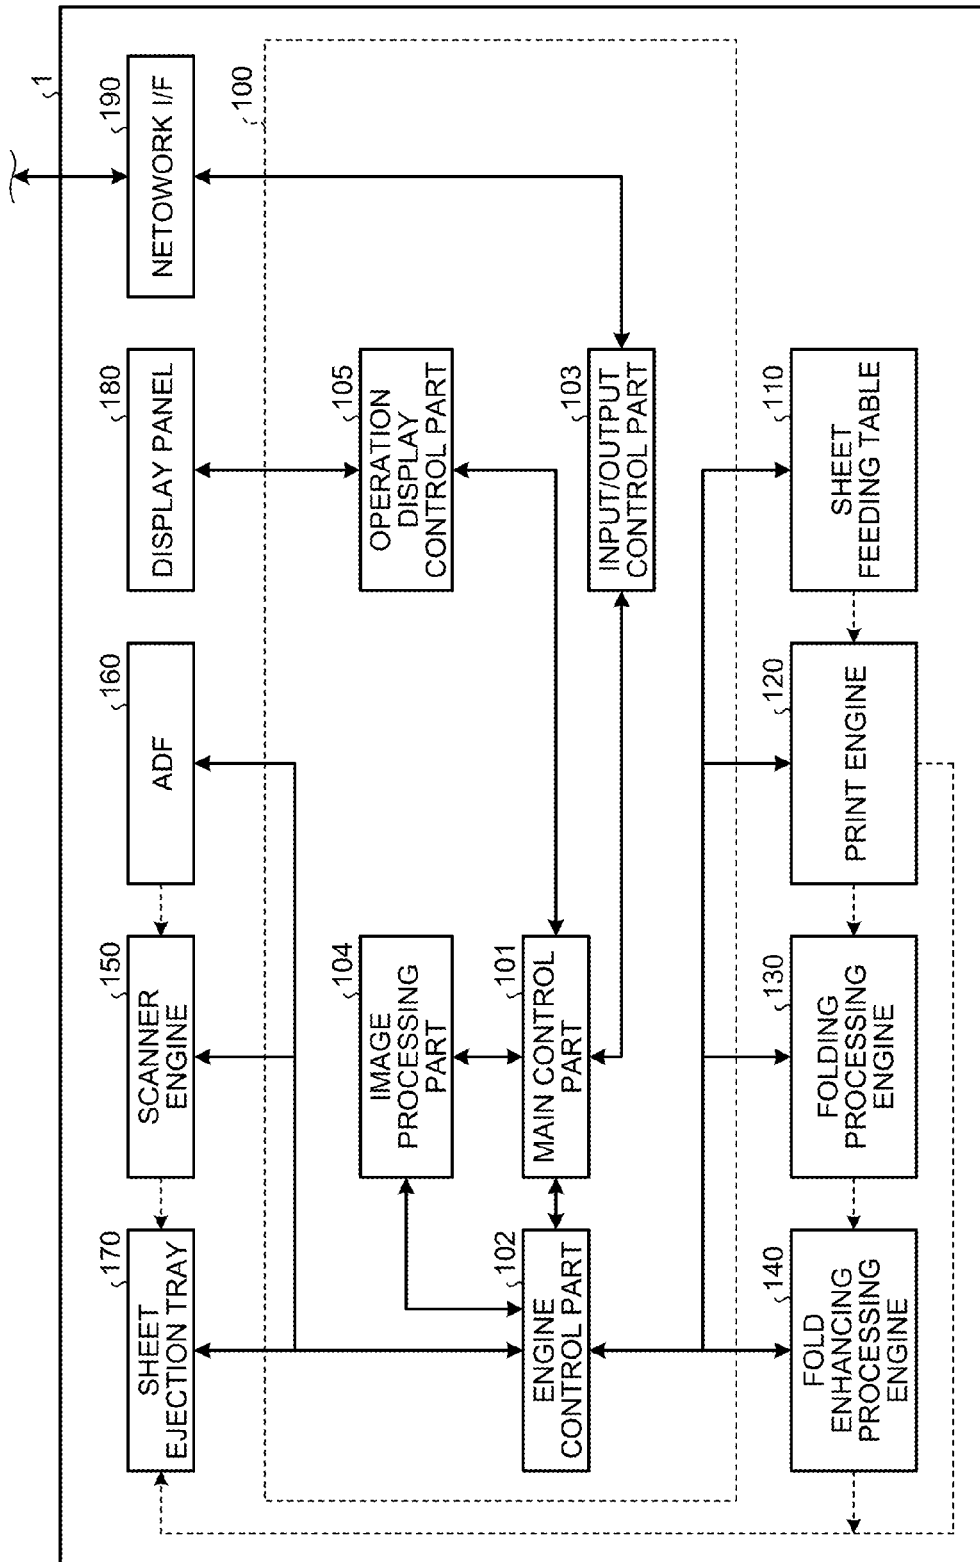 1
170
SHEET
EJECTION TRAY
150
SCANNER
ENGINE
160
ADF
180
DISPLAY PANEL
190
NETOWORK I/F
100
104
IMAGE
PROCESSING
PART
105
OPERATION
DISPLAY
CONTROL PART
102
ENGINE
CONTROL PART
101
MAIN CONTROL
PART
103
INPUT/OUTPUT
CONTROL PART
140
FOLD
ENHANCING
PROCESSING
ENGINE
130
FOLDING
PROCESSING
ENGINE
120
PRINT ENGINE
110
SHEET
FEEDING TABLE